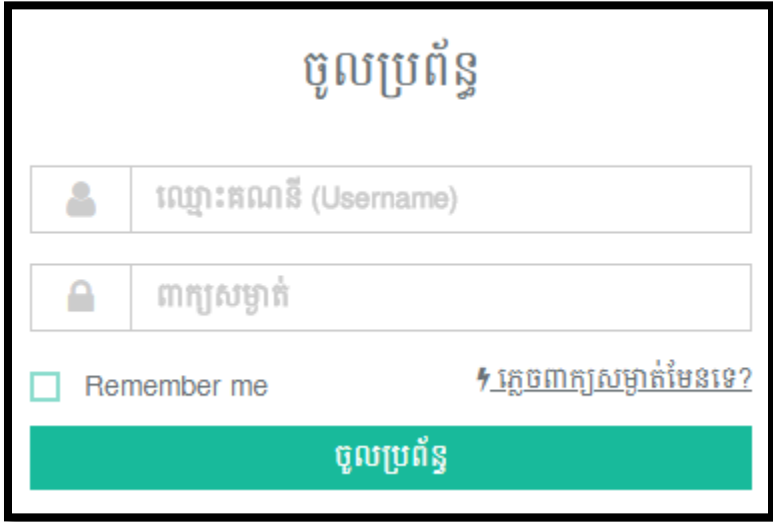 ចូលប្រព័ន្ធ
ឈ្មោះគណនី (Username)
ពាក្យសម្ងាត់
Remember me
ភ្លេចពាក្យសម្ងាត់មែនទេ?
ចូលប្រព័ន្ធ